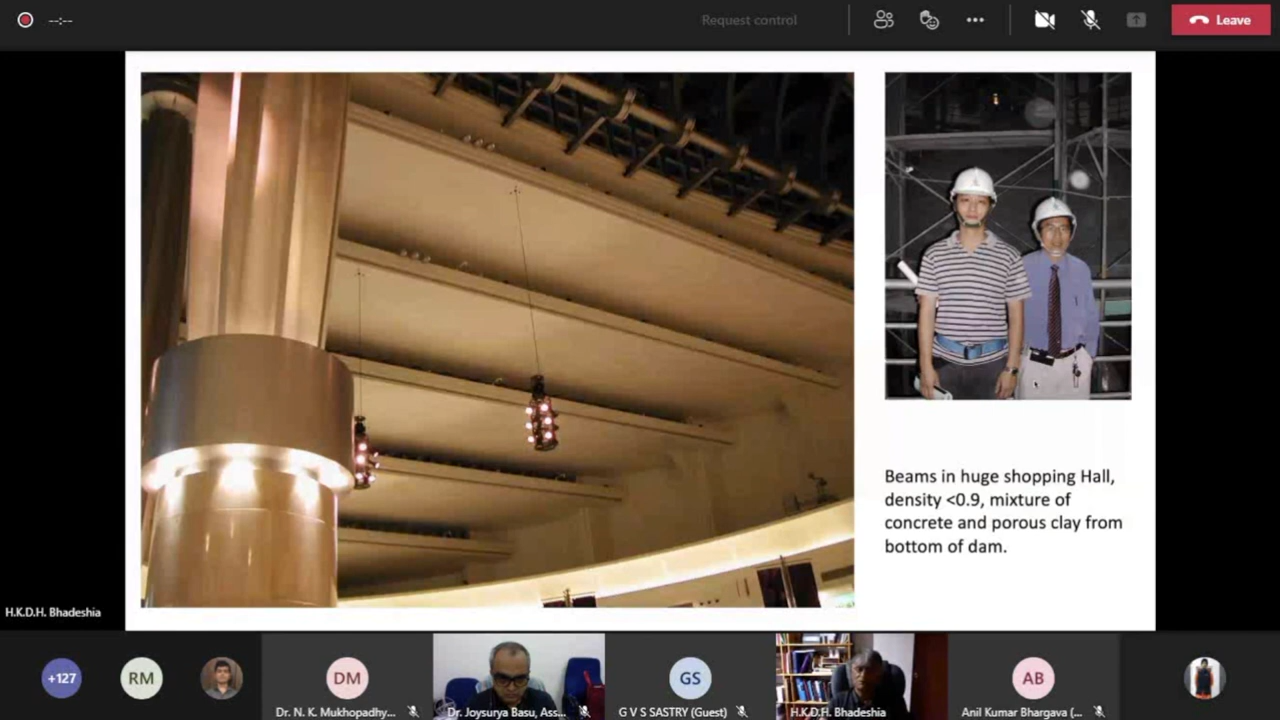 --:--
Request control
Leave
Beams in huge shopping Hall,
density <0.9, mixture of
concrete and porous clay from
bottom of dam.
H.K.D.H. Bhadeshia
+127
RM
DM
GS
AB
Dr. N. K. Mukhopadhy...
Dr. Joysurya Basu, Ass...
G V S SASTRY (Guest)
H.K.D.H. Bhadeshia
Anil Kumar Bhargava (...